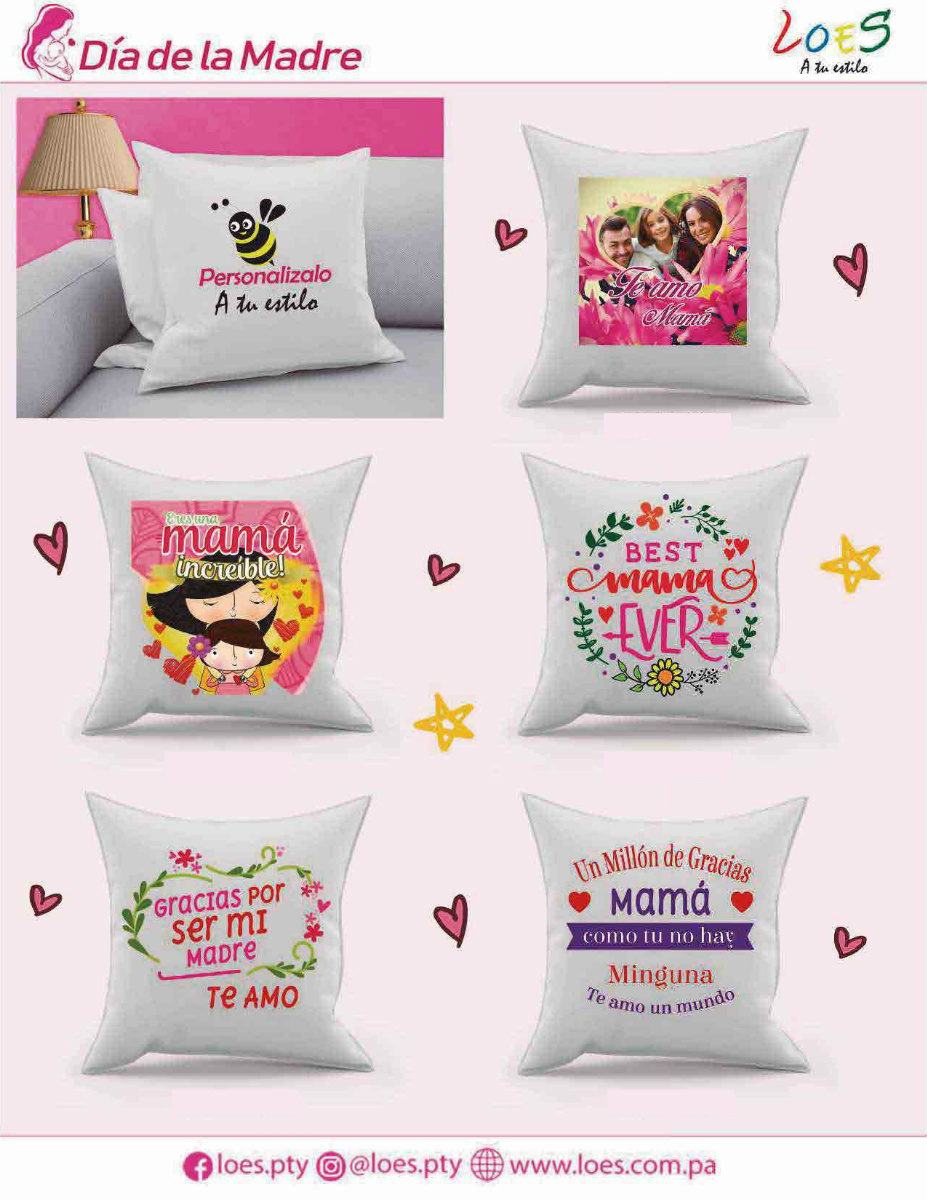 Día de la Madre
LOES
A tu estilo
Personalizalo
A tu estilo
Te amo
Mamá
Eres una
mamá
increíble!
BEST
mama
EVER
Gracias por
ser mi
madre
Te amo
Un Millón de Gracias
Mamá
como tu no hay
Minguna
Te amo un mundo
loes.pty @loes.pty www.loes.com.pa